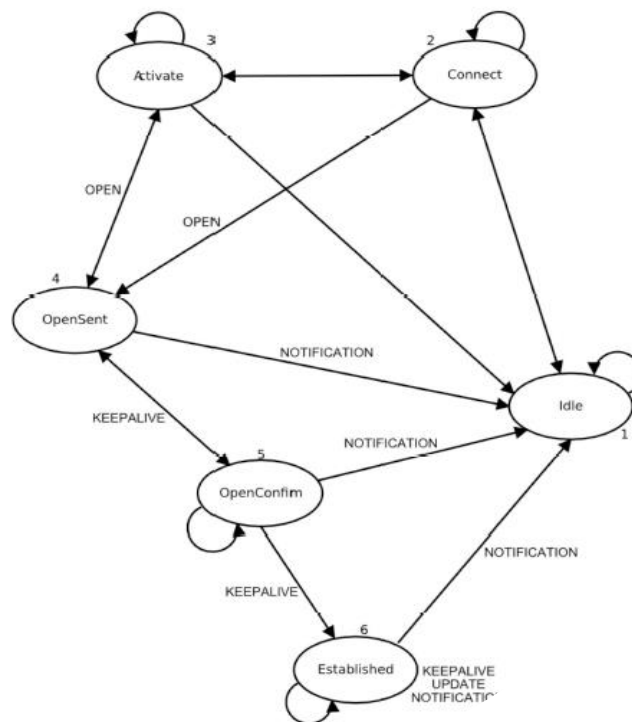 3
Activate
2
Connect
OPEN
OPEN
4
OpenSent
NOTIFICATION
Idle
1
KEEPALIVE
NOTIFICATION
5
OpenConfim
NOTIFICATION
KEEPALIVE
6
Established
KEEPALIVE
UPDATE